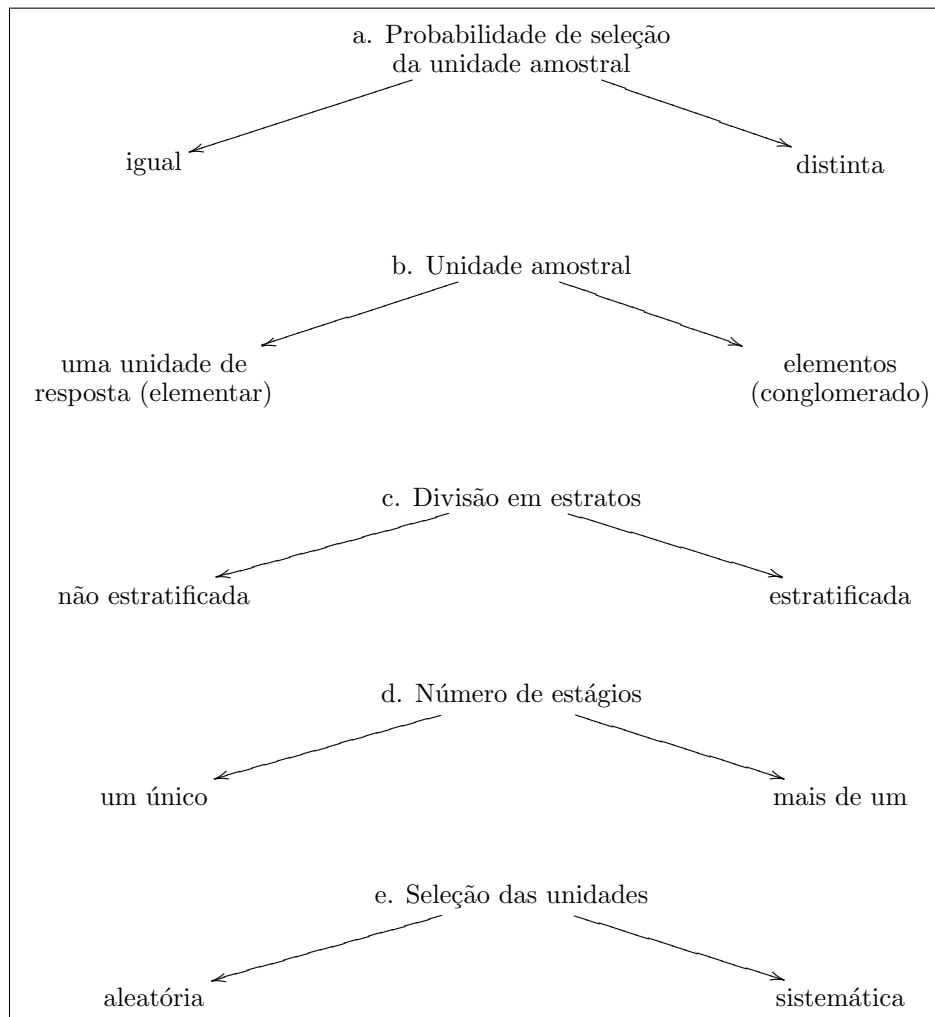 a. Probabilidade de seleção
da unidade amostral
igual
distinta
b. Unidade amostral
uma unidade de
resposta (elementar)
elementos
(conglomerado)
c. Divisão em estratos
não estratificada
estratificada
d. Número de estágios
um único
mais de um
e. Seleção das unidades
aleatória
sistemática